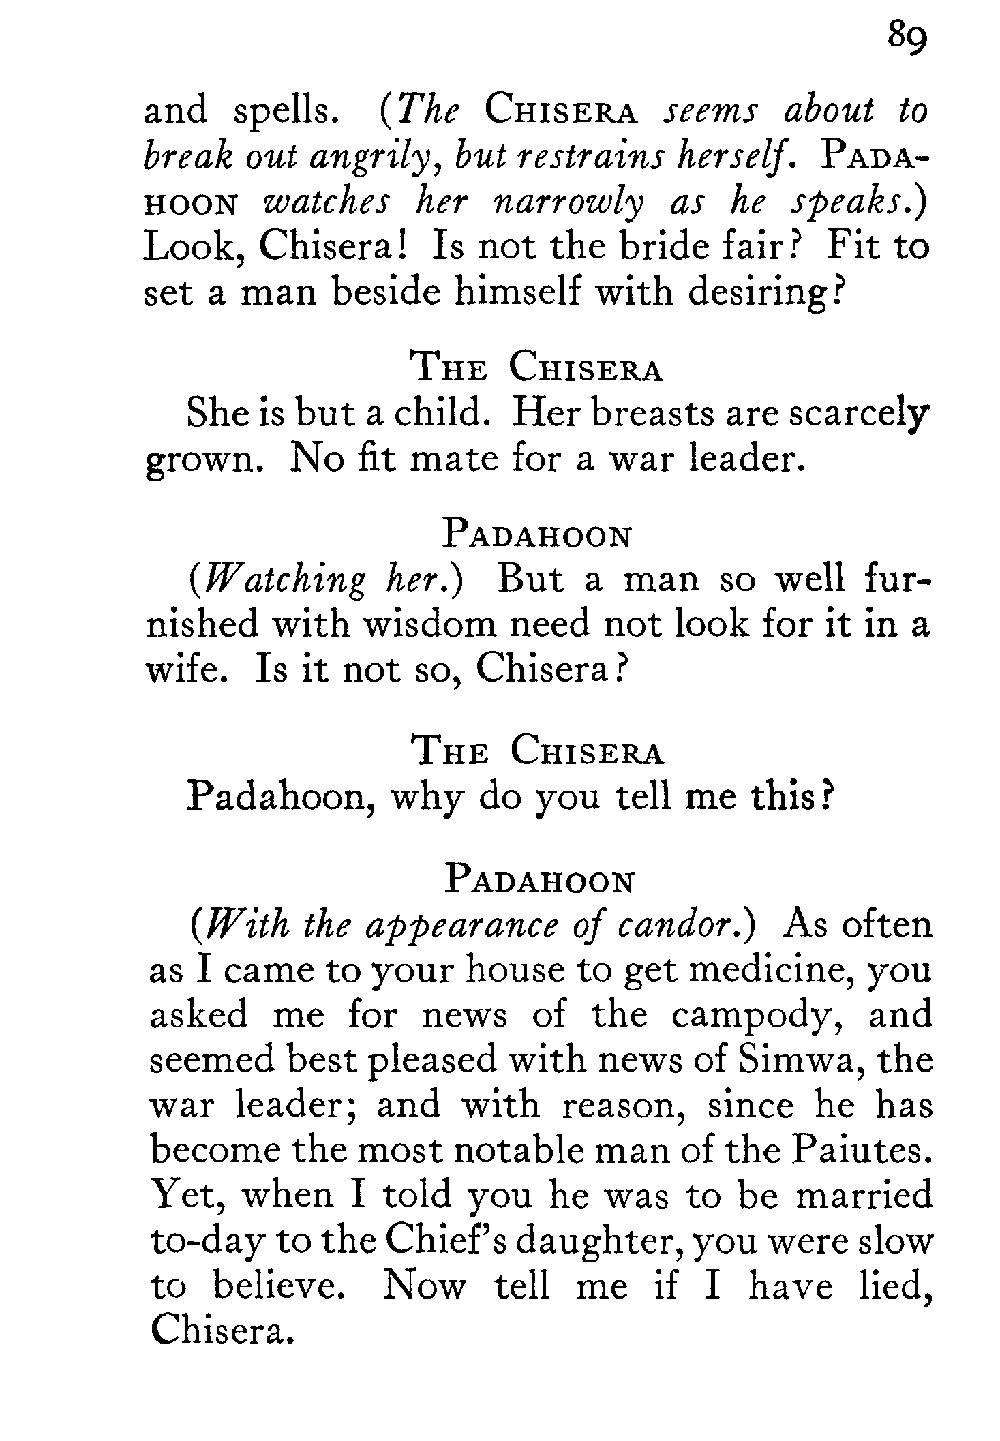 89
and spells. (The Chisera seems about to
break out angrily, but restrains herself. Pada-
hoon watches her narrowly as he speaks.)
Look, Chisera! Is not the bride fair? Fit to
set a man beside himself with desiring?
The Chisera
She is but a child. Her breasts are scarcely
grown. No fit mate for a war leader.
Padahoon
(Watching her.) But a man so well fur-
nished with wisdom need not look for it in a
wife. Is it not so, Chisera?
The Chisera
Padahoon, why do you tell me this?
Padahoon
(With the appearance of candor.) As often
as I came to your house to get medicine, you
asked me for news of the campody, and
seemed best pleased with news of Simwa, the
war leader; and with reason, since he has
become the most notable man of the Paiutes.
Yet, when I told you he was to be married
to-day to the Chief's daughter, you were slow
to believe. Now tell me if I have lied,
Chisera.